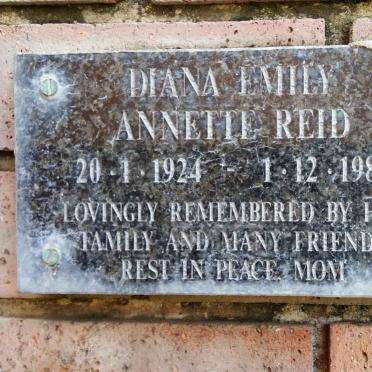 DIANA EMILY
ANNETTE REID
20·1·1924 - 1·12·198
LOVINGLY REMEMBERED BY
FAMILY AND MANY FRIEND
REST IN PEACE MOM